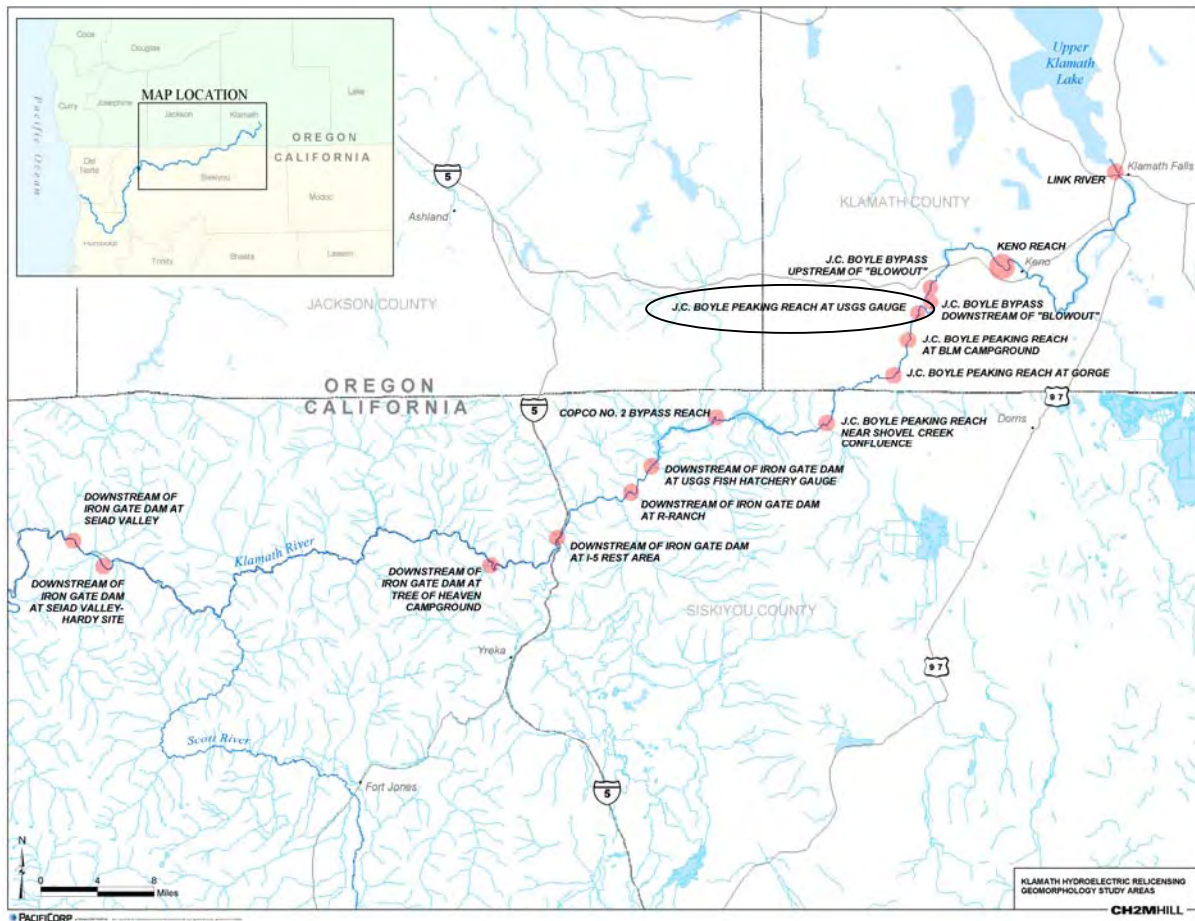 Coos
Douglas
Curry
Josephine
Jackson
Klamath
Lake
MAP LOCATION
OREGON
CALIFORNIA
Pacific Ocean
Del
Norte
Siskiyou
Modoc
Humboldt
Trinity
Shasta
Lassen
Upper
Klamath
Lake
5
Ashland
Klamath Falls
LINK RIVER
KLAMATH COUNTY
KENO REACH
Keno
J.C. BOYLE BYPASS
UPSTREAM OF "BLOWOUT"
JACKSON COUNTY
J.C. BOYLE PEAKING REACH AT USGS GAUGE
J.C. BOYLE BYPASS
DOWNSTREAM OF "BLOWOUT"
J.C. BOYLE PEAKING REACH
AT BLM CAMPGROUND
J.C. BOYLE PEAKING REACH AT GORGE
OREGON
CALIFORNIA
5
97
COPCO NO. 2 BYPASS REACH
Dorris
J.C. BOYLE PEAKING REACH
NEAR SHOVEL CREEK
CONFLUENCE
DOWNSTREAM OF IRON GATE DAM
AT USGS FISH HATCHERY GAUGE
DOWNSTREAM OF IRON GATE DAM
AT R-RANCH
DOWNSTREAM OF
IRON GATE DAM AT
SEIAD VALLEY
DOWNSTREAM OF IRON GATE DAM
AT I-5 REST AREA
Klamath River
DOWNSTREAM OF
IRON GATE DAM
AT SEIAD VALLEY-
HARDY SITE
DOWNSTREAM OF
IRON GATE DAM AT
TREE OF HEAVEN
CAMPGROUND
SISKIYOU COUNTY
Yreka
97
Scott River
Fort Jones
5
N
0 4 8
Miles
KLAMATH HYDROELECTRIC RELICENSING
GEOMORPHOLOGY STUDY AREAS
PACIFICORP
CH2MHILL